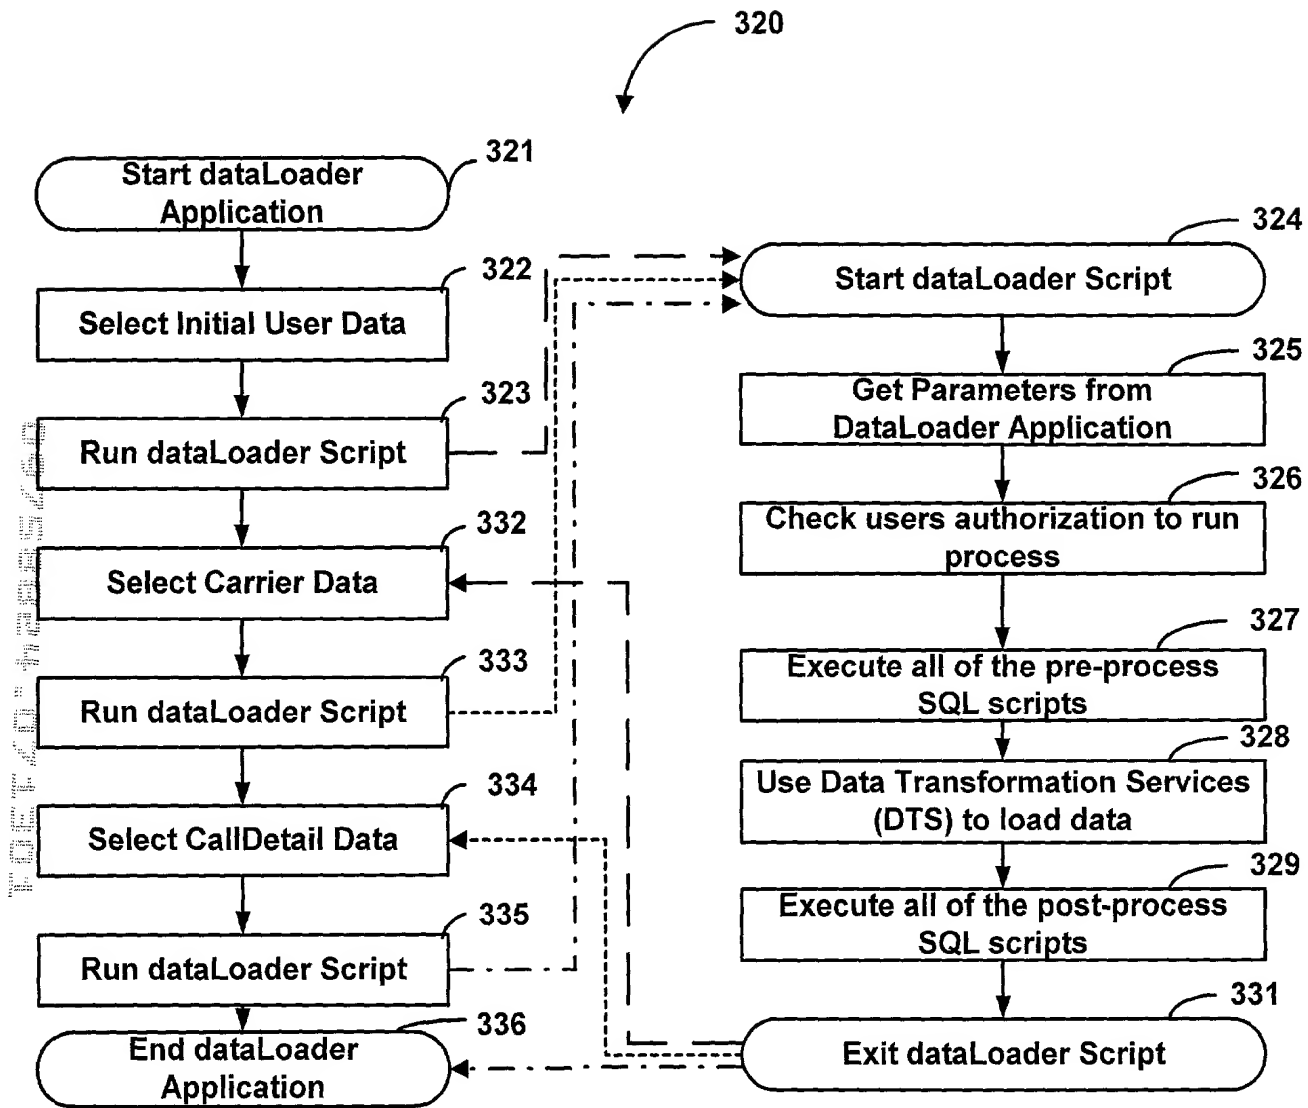 320
321
Start dataLoader
Application
322
Select Initial User Data
323
Run dataLoader Script
332
Select Carrier Data
333
Run dataLoader Script
334
Select CallDetail Data
335
Run dataLoader Script
336
End dataLoader
Application
324
Start dataLoader Script
325
Get Parameters from
DataLoader Application
326
Check users authorization to run
process
327
Execute all of the pre-process
SQL scripts
328
Use Data Transformation Services
(DTS) to load data
329
Execute all of the post-process
SQL scripts
331
Exit dataLoader Script